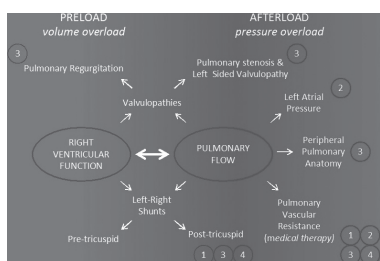 PRELOAD
volume overload
AFTERLOAD
pressure overload
3
Pulmonary Regurgitation
3
Pulmonary stenosis &
Left Sided Valvulopathy
Valvulopathies
2
Left Atrial
Pressure
RIGHT
VENTRICULAR
FUNCTION
PULMONARY
FLOW
Peripheral
Pulmonary
Anatomy
3
Left-Right
Shunts
Pre-tricuspid
Post-tricuspid
1 3 4
Pulmonary
Vascular
Resistance
(medical therapy)
1 2
3 4